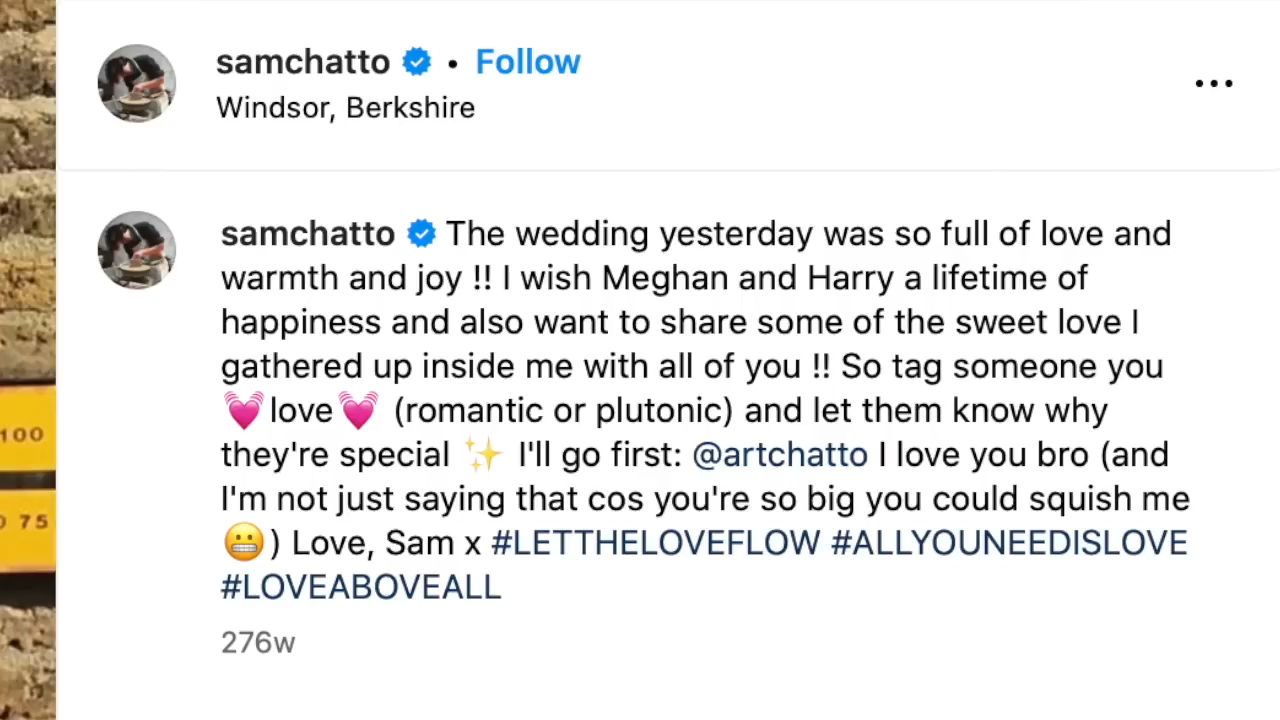 samchatto • Follow
Windsor, Berkshire
samchatto The wedding yesterday was so full of love and
warmth and joy !! I wish Meghan and Harry a lifetime of
happiness and also want to share some of the sweet love I
gathered up inside me with all of you !! So tag someone you
💓love💓 (romantic or plutonic) and let them know why
they're special ✨ I'll go first: @artchatto I love you bro (and
I'm not just saying that cos you're so big you could squish me
😬) Love, Sam x #LETTHELOVEFLOW #ALLYOUNEEDISLOVE
#LOVEABOVEALL
276w
100
75